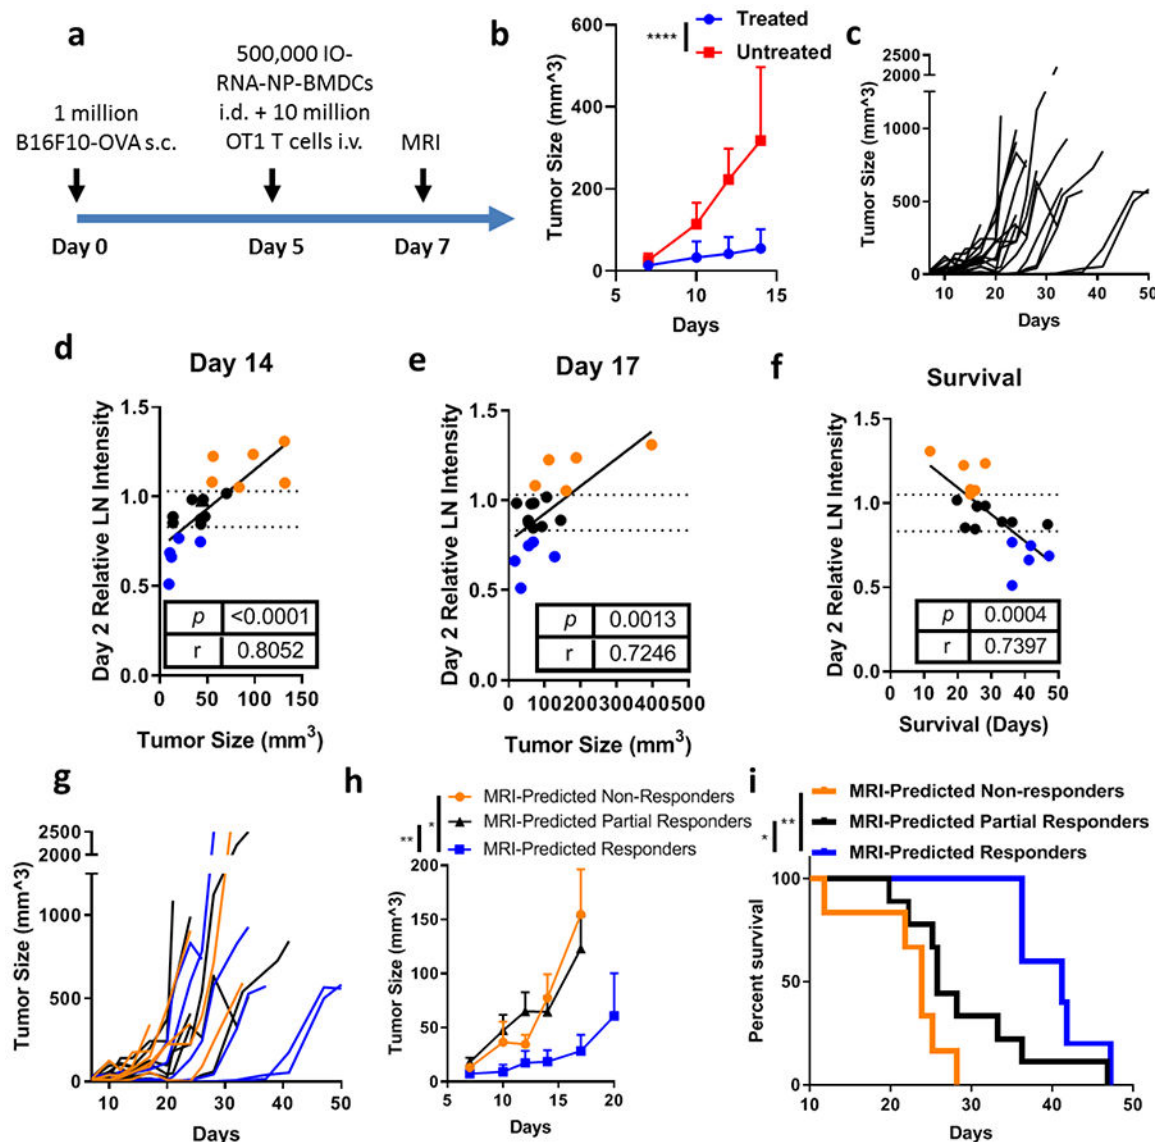 a
1 million
B16F10-OVA s.c.
500,000 IO-
RNA-NP-BMDCs
i.d. + 10 million
OT1 T cells i.v.
MRI
Day 0
Day 5
Day 7
b
Treated
Untreated
****
Tumor Size (mm^3)
600
400
200
0
5
10
15
Days
c
Tumor Size (mm^3)
2500
2000
1000
500
0
10
20
30
40
50
Days
d
Day 14
Day 2 Relative LN Intensity
1.5
1.0
0.5
0.0
p <0.0001
r 0.8052
0
50
100
150
Tumor Size (mm³)
e
Day 17
Day 2 Relative LN Intensity
1.5
1.0
0.5
0.0
p 0.0013
r 0.7246
0 100 200 300 400 500
Tumor Size (mm³)
f
Survival
Day 2 Relative LN Intensity
1.5
1.0
0.5
0.0
p 0.0004
r 0.7397
0 10 20 30 40 50
Survival (Days)
g
Tumor Size (mm^3)
2500
2000
1000
500
0
10
20
30
40
50
Days
h
MRI-Predicted Non-Responders
MRI-Predicted Partial Responders
MRI-Predicted Responders
**
*
Tumor Size (mm^3)
200
150
100
50
0
5
10
15
20
Days
i
MRI-Predicted Non-responders
MRI-Predicted Partial Responders
MRI-Predicted Responders
*
**
Percent survival
100
50
0
10
20
30
40
50
Days